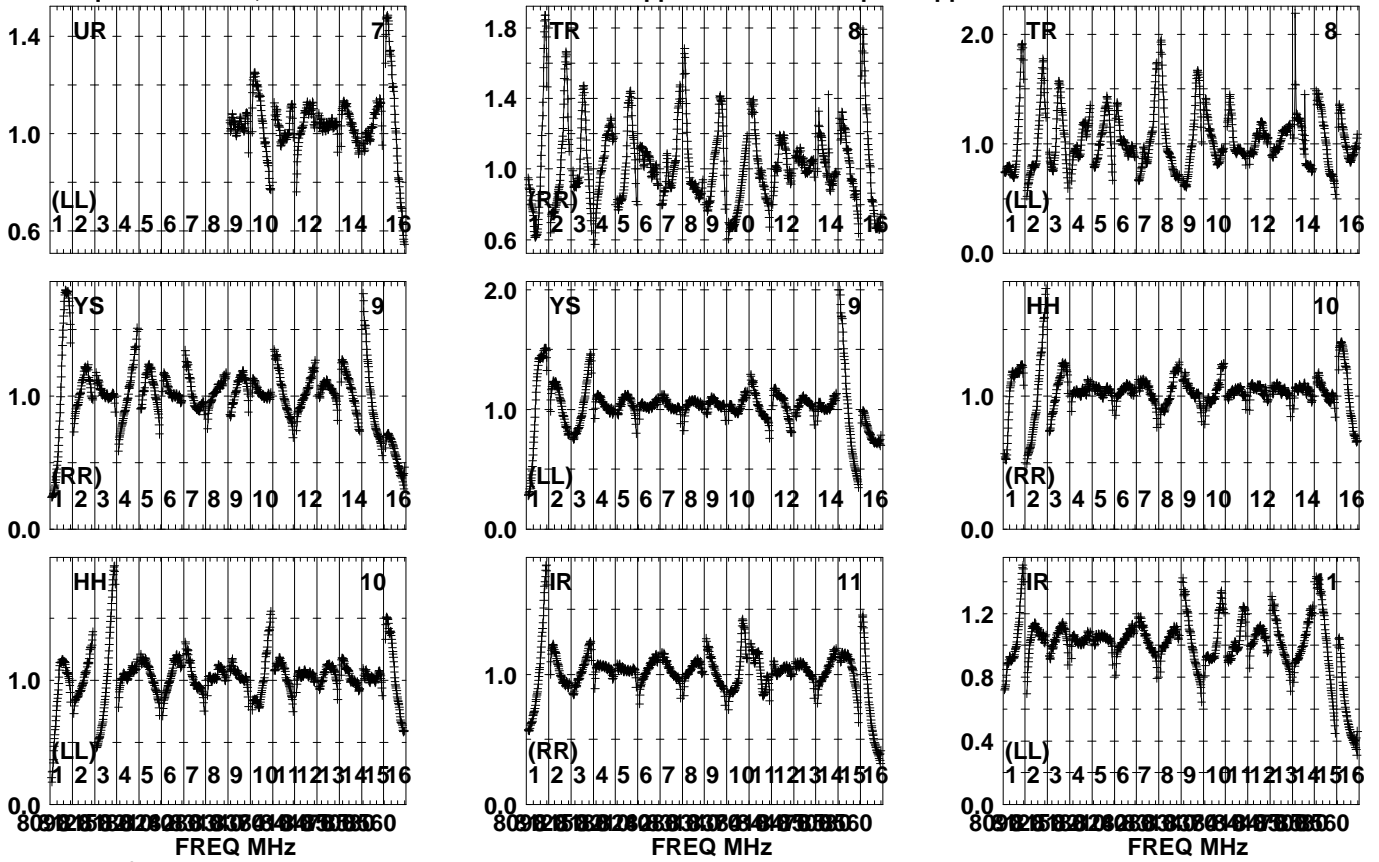 UR 7
1.4
1.0
0.6
(LL)
1 2 3 4 5 6 7 8 9 10 12 14 16
TR 8
1.8
1.4
1.0
0.6
(RR)
1 2 3 4 5 6 7 8 9 10 12 14 16
TR 8
2.0
1.0
0.0
(LL)
1 2 3 4 5 6 7 8 9 10 12 14 16
YS 9
1.0
0.0
(RR)
1 2 3 4 5 6 7 8 9 10 12 14 16
YS 9
2.0
1.0
0.0
(LL)
1 2 3 4 5 6 7 8 9 10 12 14 16
HH 10
1.0
0.0
(RR)
1 2 3 4 5 6 7 8 9 10 12 14 16
HH 10
1.0
0.0
(LL)
1 2 3 4 5 6 7 8 9 10 11 12 13 14 15 16
FREQ MHz
IR 11
1.0
0.0
(RR)
1 2 3 4 5 6 7 8 9 10 11 12 13 14 15 16
FREQ MHz
IR 11
1.2
0.8
0.4
0.0
(LL)
1 2 3 4 5 6 7 8 9 10 11 12 13 14 15 16
FREQ MHz